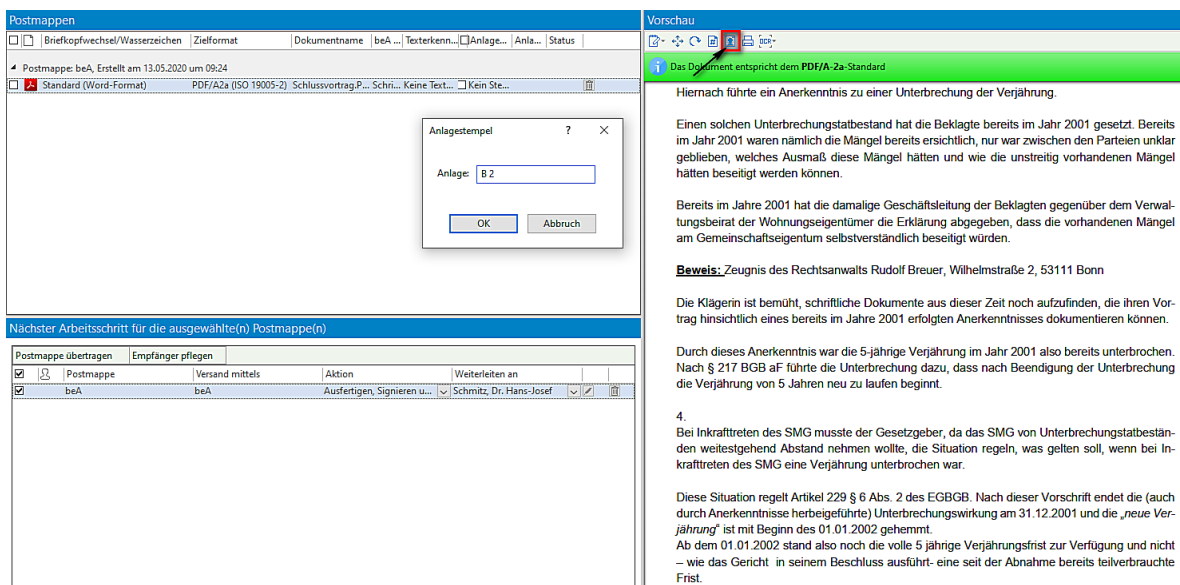 Postmappen
Briefkopfwechsel/Wasserzeichen Zielformat Dokumentname beA ... Texterkenn... Anlage... Anla... Status
Postmappe: beA, Erstellt am 13.05.2020 um 09:24
Standard (Word-Format) PDF/A2a (ISO 19005-2) Schlussvortrag.P... Schri... Keine Text... Kein Ste...
Anlagestempel ? X
Anlage: B 2
OK Abbruch
Nächster Arbeitsschritt für die ausgewählte(n) Postmappe(n)
Postmappe übertragen Empfänger pflegen
Postmappe Versand mittels Aktion Weiterleiten an
beA beA Ausfertigen, Signieren u... Schmitz, Dr. Hans-Josef
Vorschau
OCR
Das Dokument entspricht dem PDF/A-2a-Standard
Hiernach führte ein Anerkenntnis zu einer Unterbrechung der Verjährung.
Einen solchen Unterbrechungstatbestand hat die Beklagte bereits im Jahr 2001 gesetzt. Bereits
im Jahr 2001 waren nämlich die Mängel bereits ersichtlich, nur war zwischen den Parteien unklar
geblieben, welches Ausmaß diese Mängel hätten und wie die unstreitig vorhandenen Mängel
hätten beseitigt werden können.
Bereits im Jahre 2001 hat die damalige Geschäftsleitung der Beklagten gegenüber dem Verwal-
tungsbeirat der Wohnungseigentümer die Erklärung abgegeben, dass die vorhandenen Mängel
am Gemeinschaftseigentum selbstverständlich beseitigt würden.
Beweis: Zeugnis des Rechtsanwalts Rudolf Breuer, Wilhelmstraße 2, 53111 Bonn
Die Klägerin ist bemüht, schriftliche Dokumente aus dieser Zeit noch aufzufinden, die ihren Vor-
trag hinsichtlich eines bereits im Jahre 2001 erfolgten Anerkenntnisses dokumentieren können.
Durch dieses Anerkenntnis war die 5-jährige Verjährung im Jahr 2001 also bereits unterbrochen.
Nach § 217 BGB aF führte die Unterbrechung dazu, dass nach Beendigung der Unterbrechung
die Verjährung von 5 Jahren neu zu laufen beginnt.
4.
Bei Inkrafttreten des SMG musste der Gesetzgeber, da das SMG von Unterbrechungstatbestän-
den weitestgehend Abstand nehmen wollte, die Situation regeln, was gelten soll, wenn bei In-
krafttreten des SMG eine Verjährung unterbrochen war.
Diese Situation regelt Artikel 229 § 6 Abs. 2 des EGBGB. Nach dieser Vorschrift endet die (auch
durch Anerkenntnisse herbeigeführte) Unterbrechungswirkung am 31.12.2001 und die „neue Ver-
jährung“ ist mit Beginn des 01.01.2002 gehemmt.
Ab dem 01.01.2002 stand also noch die volle 5 jährige Verjährungsfrist zur Verfügung und nicht
– wie das Gericht in seinem Beschluss ausführt- eine seit der Abnahme bereits teilverbrauchte
Frist.